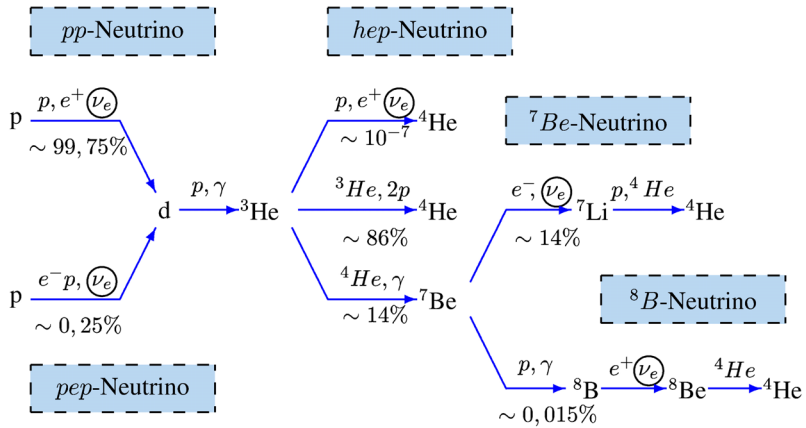 pp-Neutrino
hep-Neutrino
p, e⁺ νₑ
p
∼ 99, 75%
p, e⁺ νₑ
⁴He
∼ 10⁻⁷
⁷Be-Neutrino
d
p, γ
³He
³He, 2p
⁴He
∼ 86%
e⁻, νₑ
⁷Li
p,⁴ He
⁴He
∼ 14%
e⁻p, νₑ
p
∼ 0, 25%
⁴He, γ
⁷Be
∼ 14%
⁸B-Neutrino
pep-Neutrino
p, γ
⁸B
∼ 0, 015%
e⁺ νₑ
⁸Be
⁴He
⁴He